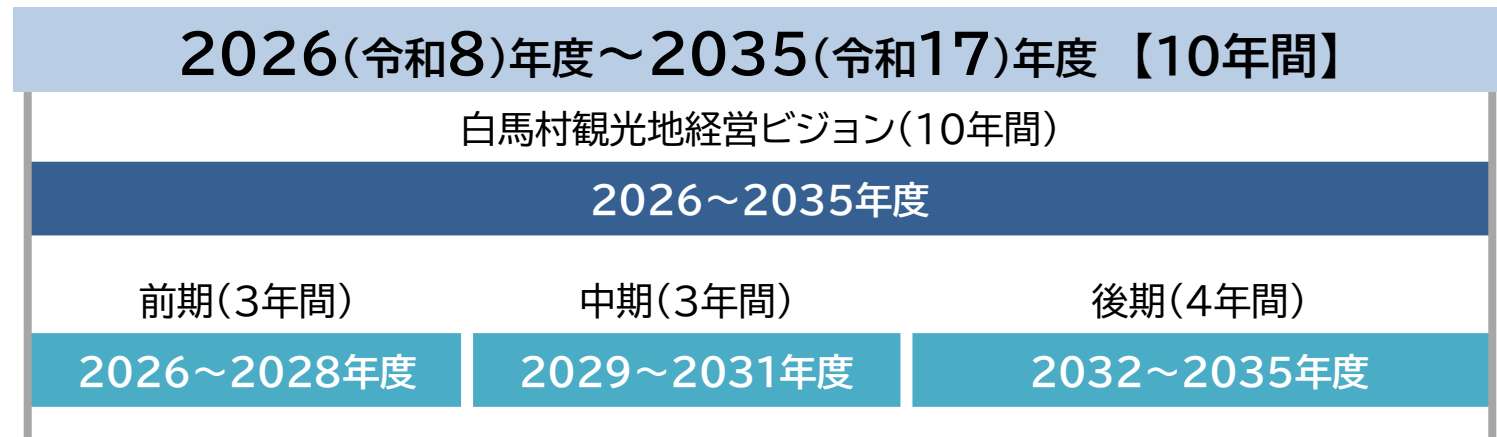 2026(令和8)年度～2035(令和17)年度【10年間】
白馬村観光地経営ビジョン(10年間)
2026～2035年度
前期(3年間) 中期(3年間) 後期(4年間)
2026～2028年度 2029～2031年度 2032～2035年度